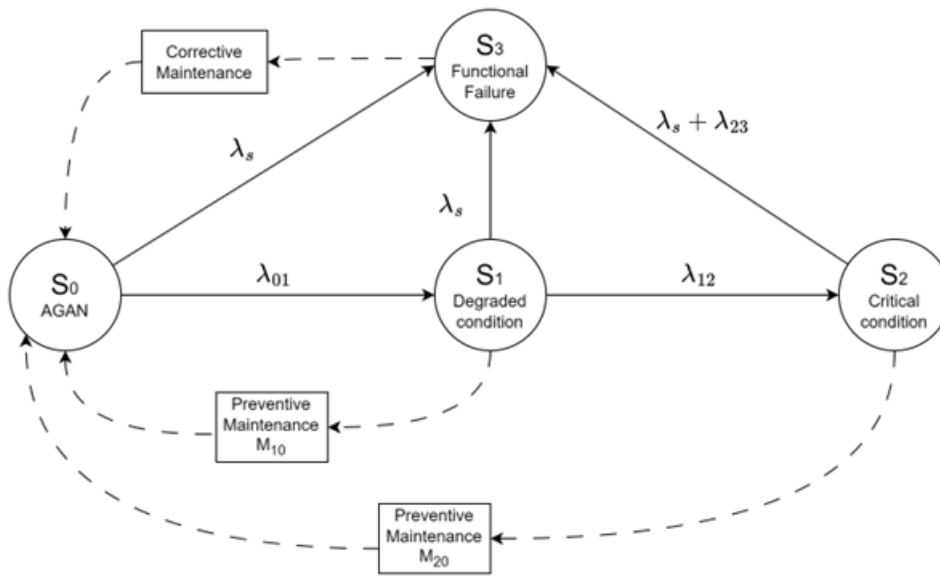 S₃
Functional
Failure
Corrective
Maintenance
λₛ
λₛ + λ₂₃
λₛ
S₀
AGAN
λ₀₁
S₁
Degraded
condition
λ₁₂
S₂
Critical
condition
Preventive
Maintenance
M₁₀
Preventive
Maintenance
M₂₀